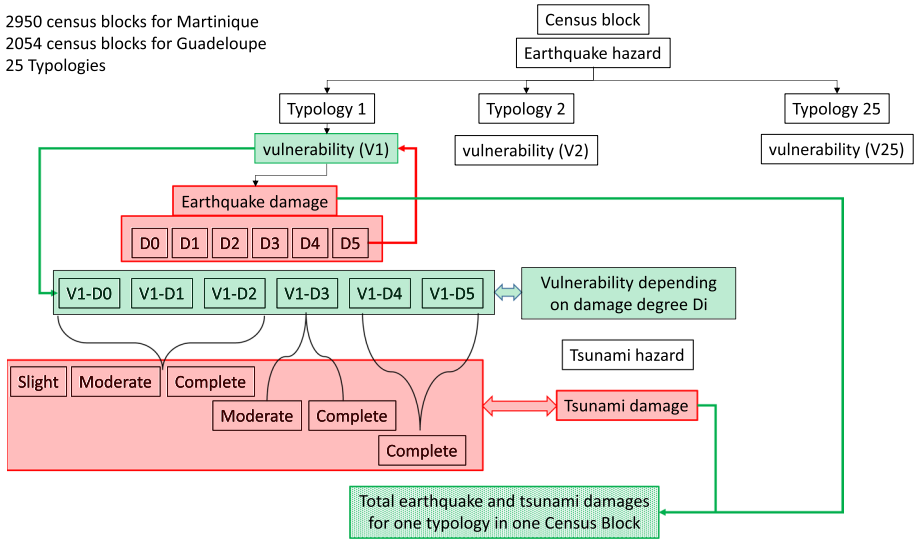 2950 census blocks for Martinique
2054 census blocks for Guadeloupe
25 Typologies
Census block
Earthquake hazard
Typology 1
Typology 2
Typology 25
vulnerability (V1)
vulnerability (V2)
vulnerability (V25)
Earthquake damage
D0 D1 D2 D3 D4 D5
V1-D0 V1-D1 V1-D2 V1-D3 V1-D4 V1-D5
Vulnerability depending
on damage degree Di
Tsunami hazard
Slight Moderate Complete
Moderate Complete
Complete
Tsunami damage
Total earthquake and tsunami damages
for one typology in one Census Block